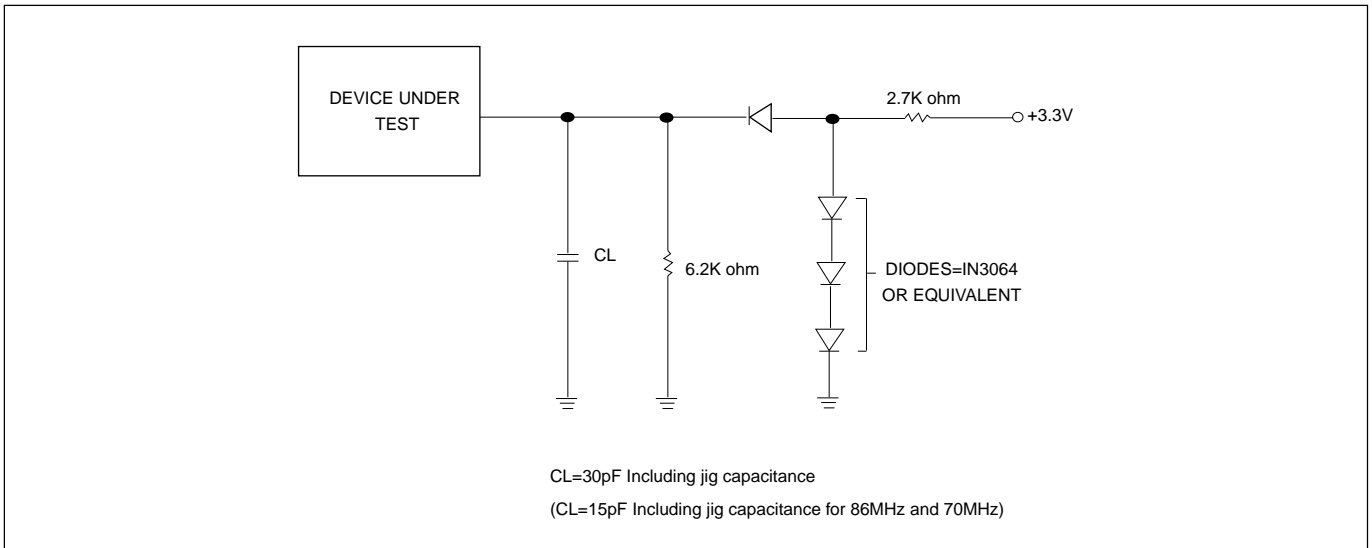 DEVICE UNDER
TEST
2.7K ohm
+3.3V
CL
6.2K ohm
DIODES=IN3064
OR EQUIVALENT
CL=30pF Including jig capacitance
(CL=15pF Including jig capacitance for 86MHz and 70MHz)